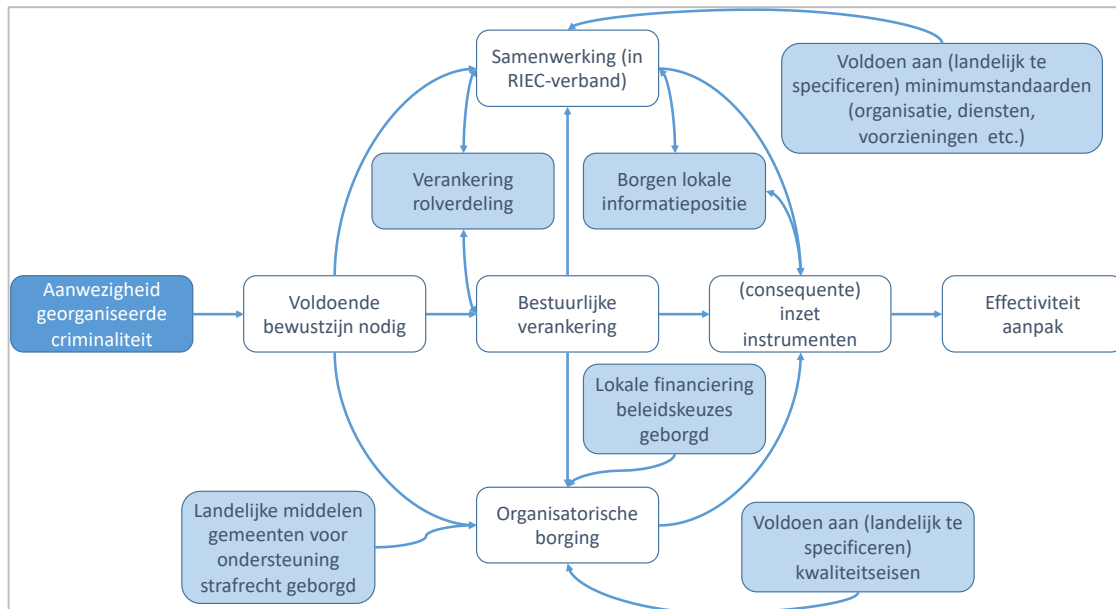 Samenwerking (in
RIEC-verband)
Voldoen aan (landelijk te
specificeren) minimumstandaarden
(organisatie, diensten,
voorzieningen  etc.)
Verankering
rolverdeling
Borgen lokale
informatiepositie
Aanwezigheid
georganiseerde
criminaliteit
Voldoende
bewustzijn nodig
Bestuurlijke
verankering
(consequente)
inzet
instrumenten
Effectiviteit
aanpak
Lokale financiering
beleidskeuzes
geborgd
Landelijke middelen
gemeenten voor
ondersteuning
strafrecht geborgd
Organisatorische
borging
Voldoen aan (landelijk te
specificeren)
kwaliteitseisen